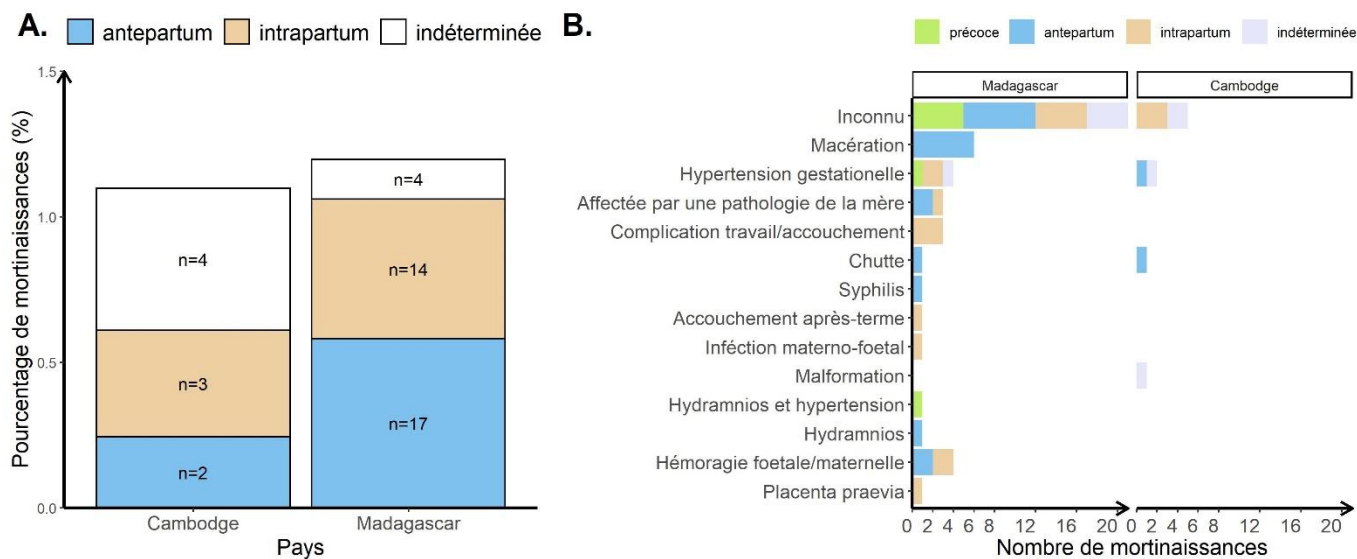 A. antepartum intrapartum indéterminée
Pourcentage de mortinaissances (%)
1.5
1.0
0.5
0.0
n=4
n=3
n=2
n=4
n=14
n=17
Cambodge Madagascar
Pays
B.
précoce antepartum intrapartum indéterminée
Madagascar Cambodge
Inconnu
Macération
Hypertension gestationelle
Affectée par une pathologie de la mère
Complication travail/accouchement
Chutte
Syphilis
Accouchement après-terme
Inféction materno-foetal
Malformation
Hydramnios et hypertension
Hydramnios
Hémoragie foetale/maternelle
Placenta praevia
0 2 4 6 8 12 16 20 0 2 4 6 8 12 16 20
Nombre de mortinaissances